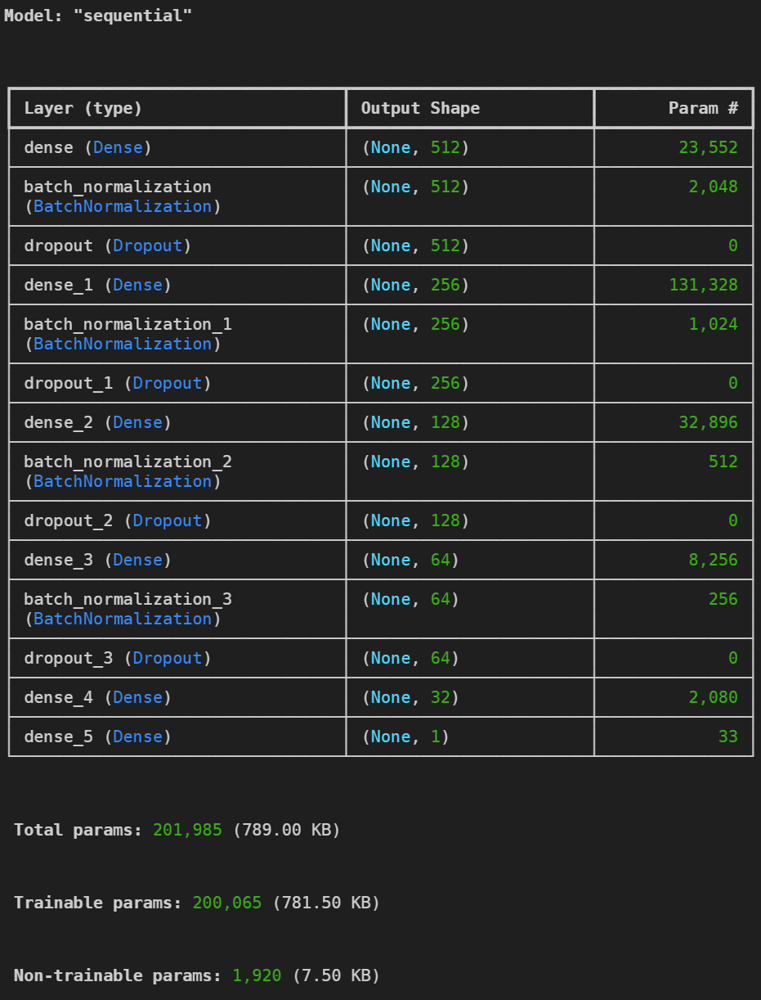 Model: "sequential"
Layer (type) Output Shape Param #
dense (Dense) (None, 512) 23,552
batch_normalization (None, 512) 2,048
(BatchNormalization)
dropout (Dropout) (None, 512) 0
dense_1 (Dense) (None, 256) 131,328
batch_normalization_1 (None, 256) 1,024
(BatchNormalization)
dropout_1 (Dropout) (None, 256) 0
dense_2 (Dense) (None, 128) 32,896
batch_normalization_2 (None, 128) 512
(BatchNormalization)
dropout_2 (Dropout) (None, 128) 0
dense_3 (Dense) (None, 64) 8,256
batch_normalization_3 (None, 64) 256
(BatchNormalization)
dropout_3 (Dropout) (None, 64) 0
dense_4 (Dense) (None, 32) 2,080
dense_5 (Dense) (None, 1) 33
Total params: 201,985 (789.00 KB)
Trainable params: 200,065 (781.50 KB)
Non-trainable params: 1,920 (7.50 KB)